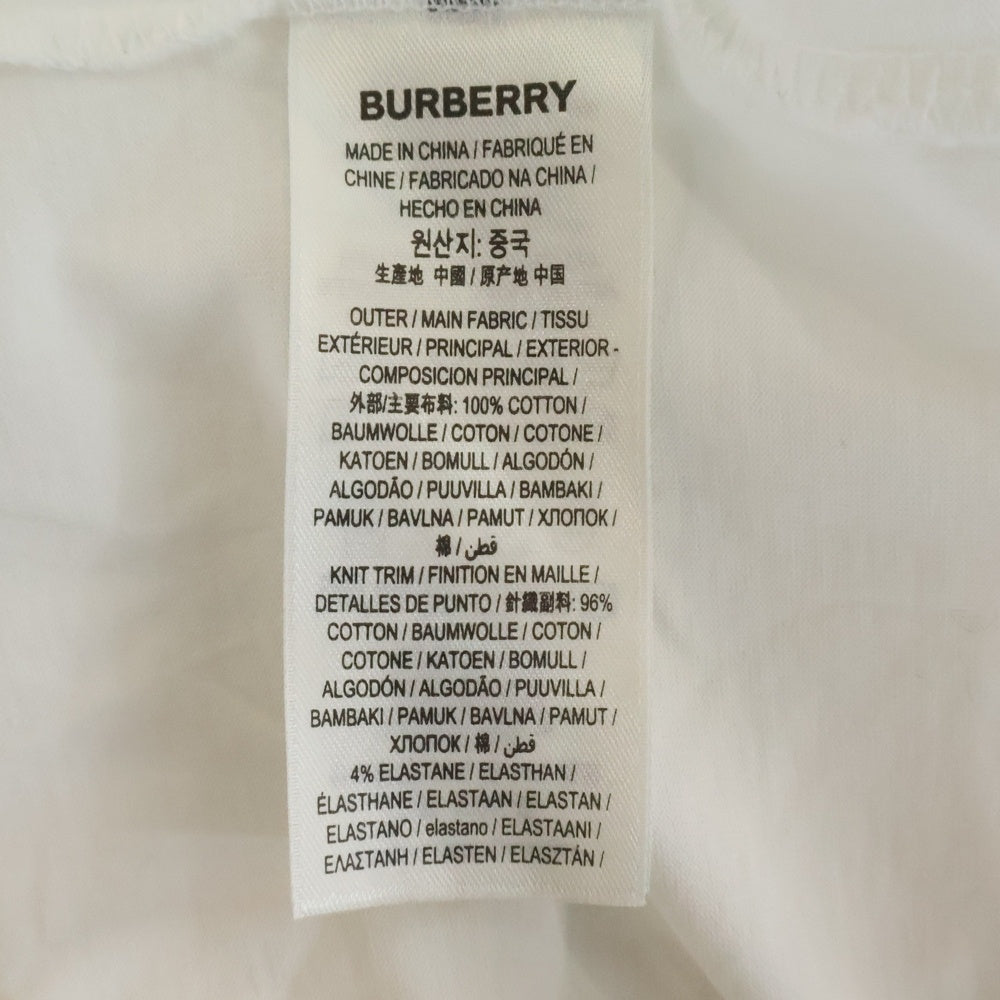 BURBERRY
MADE IN CHINA / FABRIQUÉ EN
CHINE / FABRICADO NA CHINA /
HECHO EN CHINA
원산지: 중국
生產地 中國 / 原产地 中国
OUTER / MAIN FABRIC / TISSU
EXTÉRIEUR / PRINCIPAL / EXTERIOR -
COMPOSICION PRINCIPAL /
外部/主要布料: 100% COTTON /
BAUMWOLLE / COTON / COTONE /
KATOEN / BOMULL / ALGODÓN /
ALGODÃO / PUUVILLA / BAMBAKI /
PAMUK / BAVLNA / PAMUT / ХЛОПОК /
棉 / قطن
KNIT TRIM / FINITION EN MAILLE /
DETALLES DE PUNTO / 針織副料: 96%
COTTON / BAUMWOLLE / COTON /
COTONE / KATOEN / BOMULL /
ALGODÓN / ALGODÃO / PUUVILLA /
BAMBAKI / PAMUK / BAVLNA / PAMUT /
ХЛОПОК / 棉 / قطن
4% ELASTANE / ELASTHAN /
ÉLASTHANE / ELASTAAN / ELASTAN /
ELASTANO / elastano / ELASTAANI /
ΕΛΑΣΤΑΝΗ / ELASTEN / ELASZTÁN /